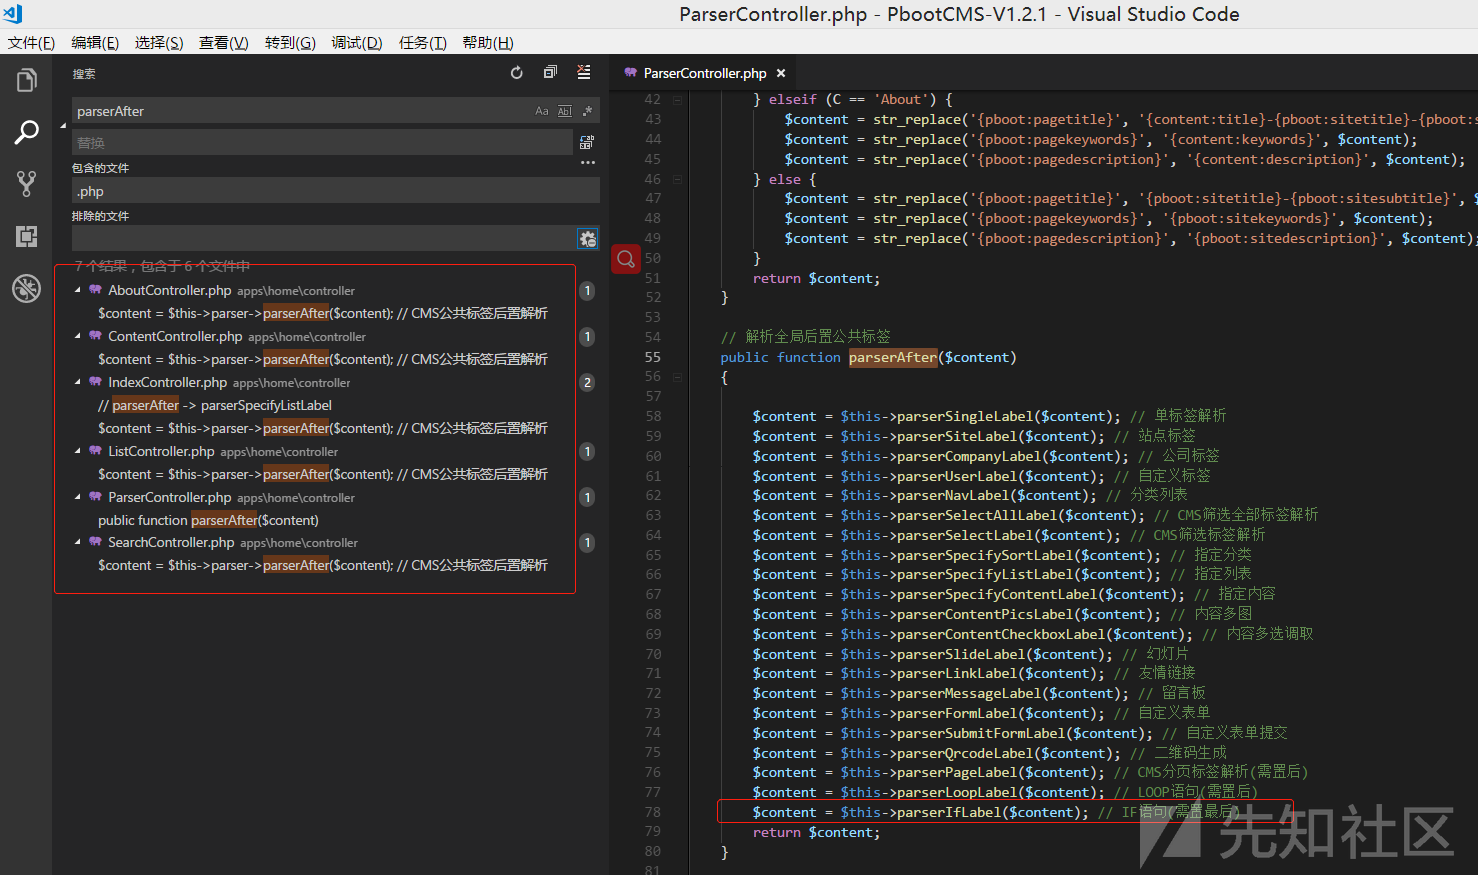 ParserController.php - PbootCMS-V1.2.1 - Visual Studio Code
文件(F) 编辑(E) 选择(S) 查看(V) 转到(G) 调试(D) 任务(T) 帮助(H)
搜索
parserAfter
Aa Abl .*
替换
包含的文件
.php
排除的文件
7 个结果，包含于 6 个文件中
AboutController.php apps\home\controller 1
$content = $this->parser->parserAfter($content); // CMS公共标签后置解析
ContentController.php apps\home\controller 1
$content = $this->parser->parserAfter($content); // CMS公共标签后置解析
IndexController.php apps\home\controller 2
// parserAfter -> parserSpecifyListLabel
$content = $this->parser->parserAfter($content); // CMS公共标签后置解析
ListController.php apps\home\controller 1
$content = $this->parser->parserAfter($content); // CMS公共标签后置解析
ParserController.php apps\home\controller 1
public function parserAfter($content)
SearchController.php apps\home\controller 1
$content = $this->parser->parserAfter($content); // CMS公共标签后置解析
ParserController.php ×
42 } elseif (C == 'About') {
43 $content = str_replace('{pboot:pagetitle}', '{content:title}-{pboot:sitetitle}-{pboot:s
44 $content = str_replace('{pboot:pagekeywords}', '{content:keywords}', $content);
45 $content = str_replace('{pboot:pagedescription}', '{content:description}', $content);
46 } else {
47 $content = str_replace('{pboot:pagetitle}', '{pboot:sitetitle}-{pboot:sitesubtitle}', $
48 $content = str_replace('{pboot:pagekeywords}', '{pboot:sitekeywords}', $content);
49 $content = str_replace('{pboot:pagedescription}', '{pboot:sitedescription}', $content);
50 }
51 return $content;
52 }
53
54 // 解析全局后置公共标签
55 public function parserAfter($content)
56 {
57
58 $content = $this->parserSingleLabel($content); // 单标签解析
59 $content = $this->parserSiteLabel($content); // 站点标签
60 $content = $this->parserCompanyLabel($content); // 公司标签
61 $content = $this->parserUserLabel($content); // 自定义标签
62 $content = $this->parserNavLabel($content); // 分类列表
63 $content = $this->parserSelectAllLabel($content); // CMS筛选全部标签解析
64 $content = $this->parserSelectLabel($content); // CMS筛选标签解析
65 $content = $this->parserSpecifySortLabel($content); // 指定分类
66 $content = $this->parserSpecifyListLabel($content); // 指定列表
67 $content = $this->parserSpecifyContentLabel($content); // 指定内容
68 $content = $this->parserContentPicsLabel($content); // 内容多图
69 $content = $this->parserContentCheckboxLabel($content); // 内容多选调取
70 $content = $this->parserSlideLabel($content); // 幻灯片
71 $content = $this->parserLinkLabel($content); // 友情链接
72 $content = $this->parserMessageLabel($content); // 留言板
73 $content = $this->parserFormLabel($content); // 自定义表单
74 $content = $this->parserSubmitFormLabel($content); // 自定义表单提交
75 $content = $this->parserQrcodeLabel($content); // 二维码生成
76 $content = $this->parserPageLabel($content); // CMS分页标签解析(需置后)
77 $content = $this->parserLoopLabel($content); // LOOP语句(需置后)
78 $content = $this->parserIfLabel($content); // IF语句(需置最后)
79 return $content;
80 }
81
先知社区